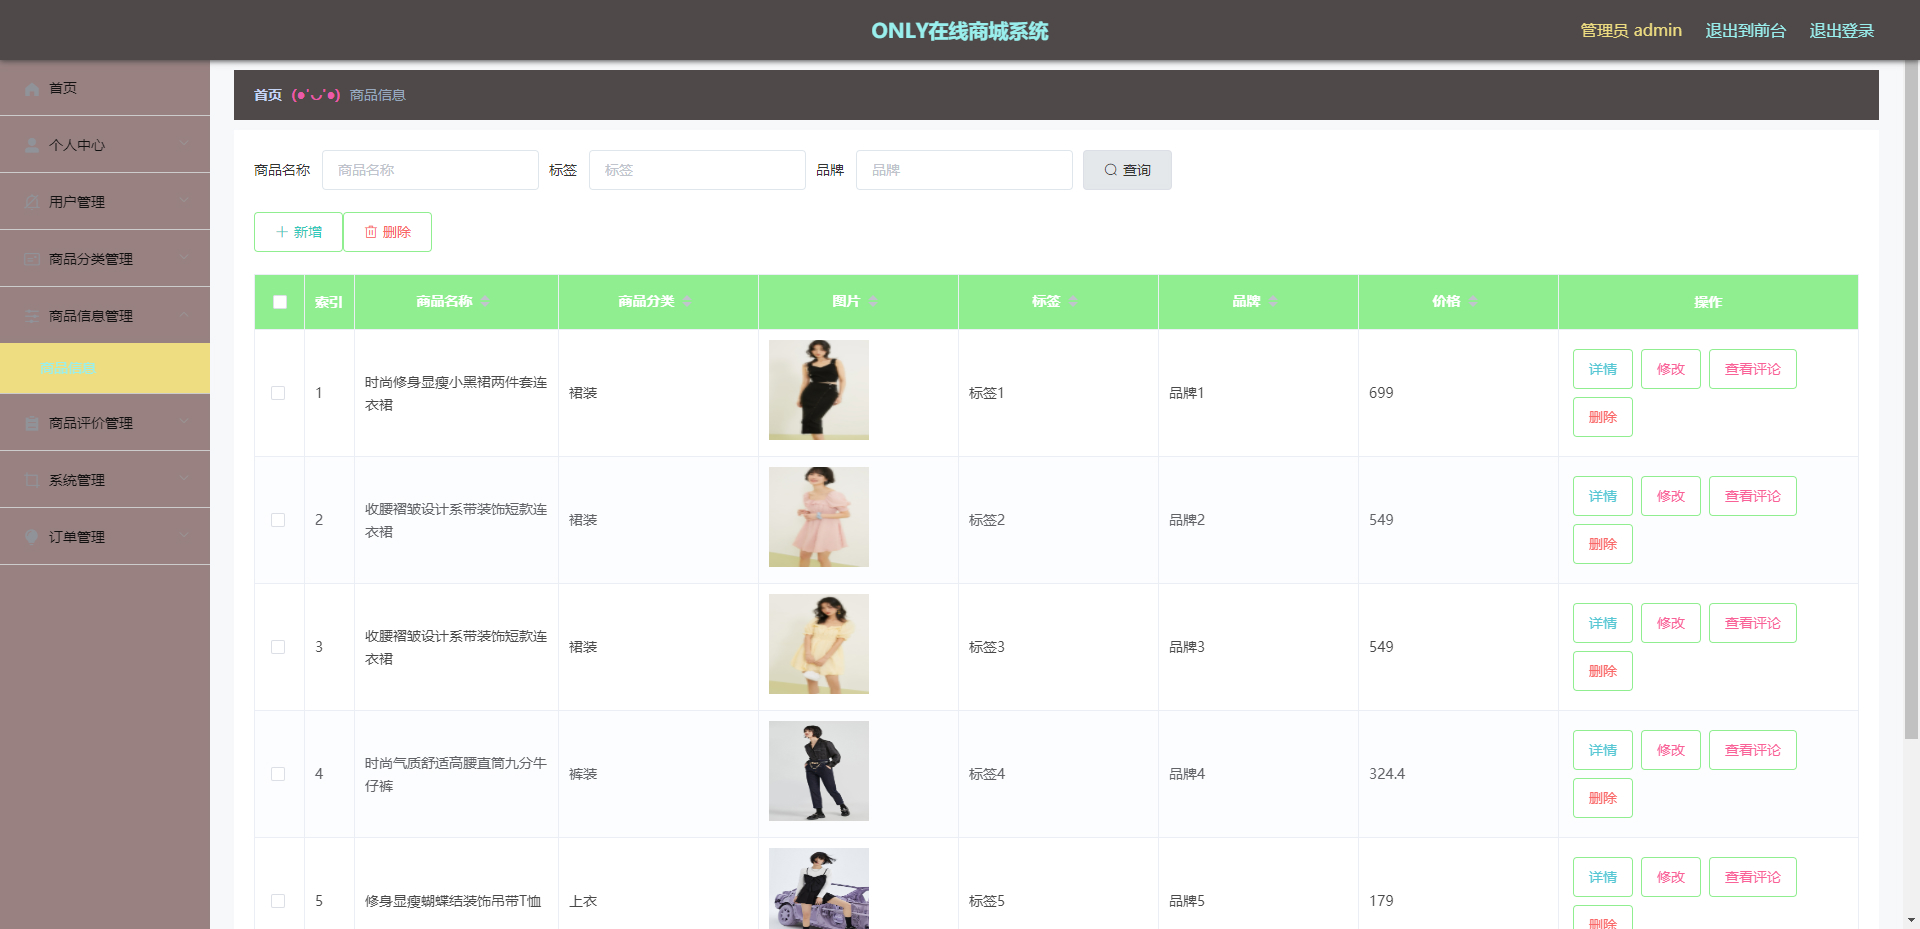 ONLY在线商城系统
管理员 admin 退出到前台 退出登录
首页
个人中心
用户管理
商品分类管理
商品信息管理
商品评价管理
系统管理
订单管理
首页 (●'◡'●) 商品信息
商品名称 商品名称 标签 标签 品牌 品牌 查询
新增 删除
索引 商品名称 商品分类 图片 标签 品牌 价格 操作
1 时尚修身显瘦小黑裙两件套连衣裙 裙装 标签1 品牌1 699 详情 修改 查看评论 删除
2 收腰褶皱设计系带装饰短款连衣裙 裙装 标签2 品牌2 549 详情 修改 查看评论 删除
3 收腰褶皱设计系带装饰短款连衣裙 裙装 标签3 品牌3 549 详情 修改 查看评论 删除
4 时尚气质舒适高腰直筒九分牛仔裤 裤装 标签4 品牌4 324.4 详情 修改 查看评论 删除
5 修身显瘦蝴蝶结装饰吊带T恤 上衣 标签5 品牌5 179 详情 修改 查看评论 删除